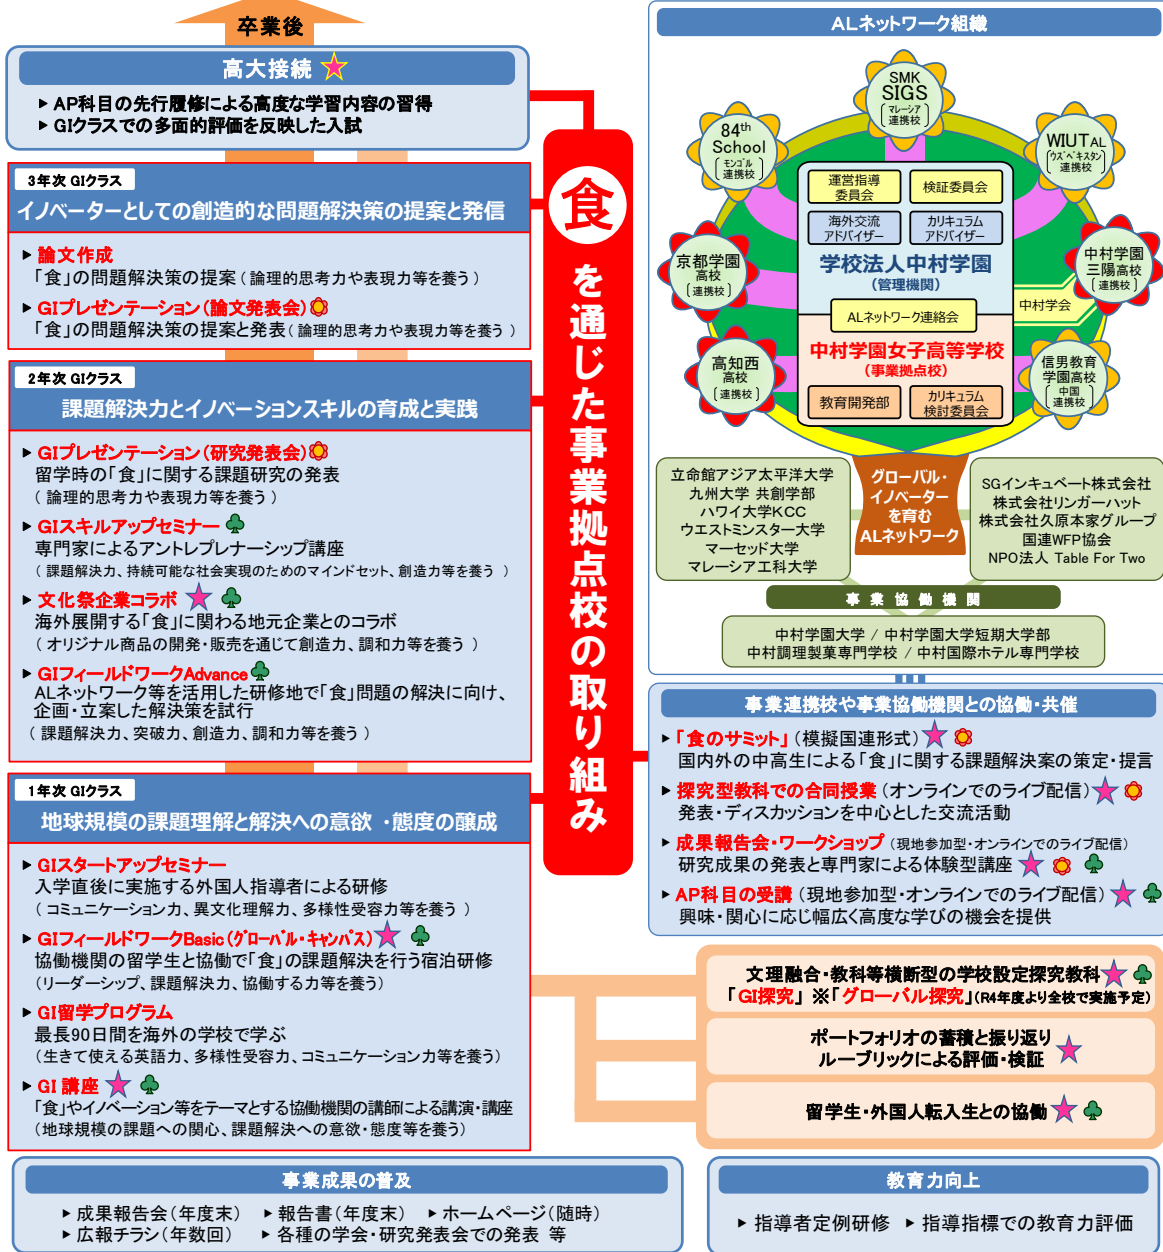 卒業後
高大接続
▶ AP科目の先行履修による高度な学習内容の習得
▶ GIクラスでの多面的評価を反映した入試
3年次 GIクラス
イノベーターとしての創造的な問題解決策の提案と発信
▶ 論文作成
「食」の問題解決策の提案（論理的思考力や表現力等を養う）
▶ GIプレゼンテーション（論文発表会）
「食」の問題解決策の提案と発表（論理的思考力や表現力等を養う）
2年次 GIクラス
課題解決力とイノベーションスキルの育成と実践
▶ GIプレゼンテーション（研究発表会）
留学時の「食」に関する課題研究の発表
（論理的思考力や表現力等を養う）
▶ GIスキルアップセミナー
専門家によるアントレプレナーシップ講座
（課題解決力、持続可能な社会実現のためのマインドセット、創造力等を養う）
▶ 文化祭企業コラボ
海外展開する「食」に関わる地元企業とのコラボ
（オリジナル商品の開発・販売を通じて創造力、調和力等を養う）
▶ GIフィールドワークAdvance
ALネットワーク等を活用した研修地で「食」問題の解決に向け、
企画・立案した解決策を試行
（課題解決力、突破力、創造力、調和力等を養う）
1年次 GIクラス
地球規模の課題理解と解決への意欲・態度の醸成
▶ GIスタートアップセミナー
入学直後に実施する外国人指導者による研修
（コミュニケーション力、異文化理解力、多様性受容力等を養う）
▶ GIフィールドワークBasic（グローバル・キャンパス）
協働機関の留学生と協働で「食」の課題解決を行う宿泊研修
（リーダーシップ、課題解決力、協働する力等を養う）
▶ GI留学プログラム
最長90日間を海外の学校で学ぶ
（生きて使える英語力、多様性受容力、コミュニケーション力等を養う）
▶ GI 講座
「食」やイノベーション等をテーマとする協働機関の講師による講演・講座
（地球規模の課題への関心、課題解決への意欲・態度等を養う）
食を通じた事業拠点校の取り組み
ALネットワーク組織
SMK
SIGS
（マレーシア
連携校）
84th
School
（モンゴル
連携校）
WIUT AL
（ウズベキスタン
連携校）
京都学園
高校
（連携校）
中村学園
三陽高校
（連携校）
高知西
高校
（連携校）
信男教育
学園高校
（中国
連携校）
中村学会
運営指導
委員会
検証委員会
海外交流
アドバイザー
カリキュラム
アドバイザー
学校法人中村学園
（管理機関）
ALネットワーク連絡会
中村学園女子高等学校
（事業拠点校）
教育開発部
カリキュラム
検討委員会
グローバル・
イノベーター
を育む
ALネットワーク
立命館アジア太平洋大学
九州大学 共創学部
ハワイ大学KCC
ウエストミンスター大学
マーセッド大学
マレーシア工科大学
SGインキュベート株式会社
株式会社リンガーハット
株式会社久原本家グループ
国連WFP協会
NPO法人 Table For Two
事業協働機関
中村学園大学 / 中村学園大学短期大学部
中村調理製菓専門学校 / 中村国際ホテル専門学校
事業連携校や事業協働機関との協働・共催
▶ 「食のサミット」（模擬国連形式）
国内外の中高生による「食」に関する課題解決案の策定・提言
▶ 探究型教科での合同授業（オンラインでのライブ配信）
発表・ディスカッションを中心とした交流活動
▶ 成果報告会・ワークショップ（現地参加型・オンラインでのライブ配信）
研究成果の発表と専門家による体験型講座
▶ AP科目の受講（現地参加型・オンラインでのライブ配信）
興味・関心に応じ幅広く高度な学びの機会を提供
文理融合・教科等横断型の学校設定探究教科
「GI探究」 ※「グローバル探究」（R4年度より全校で実施予定）
ポートフォリオの蓄積と振り返り
ルーブリックによる評価・検証
留学生・外国人転入生との協働
事業成果の普及
▶ 成果報告会（年度末） ▶ 報告書（年度末） ▶ ホームページ（随時）
▶ 広報チラシ（年数回） ▶ 各種の学会・研究発表会での発表 等
教育力向上
▶ 指導者定例研修 ▶ 指導指標での教育力評価